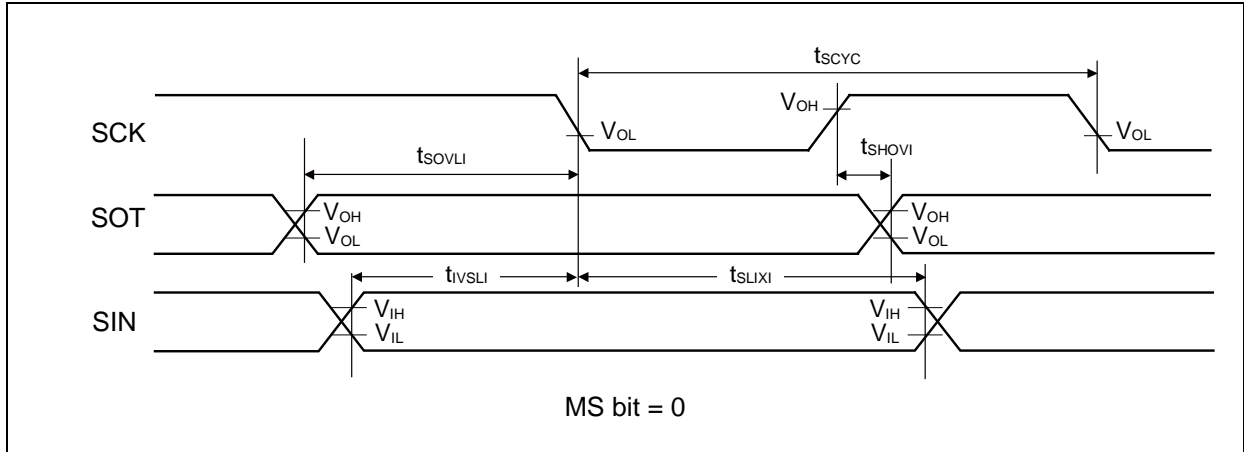 tSCYC
SCK
VOL
VOH
VOL
tSOVLI
tSHOVI
SOT
VOH
VOL
VOH
VOL
tIVSLI
tSLIXI
SIN
VIH
VIL
VIH
VIL
MS bit = 0